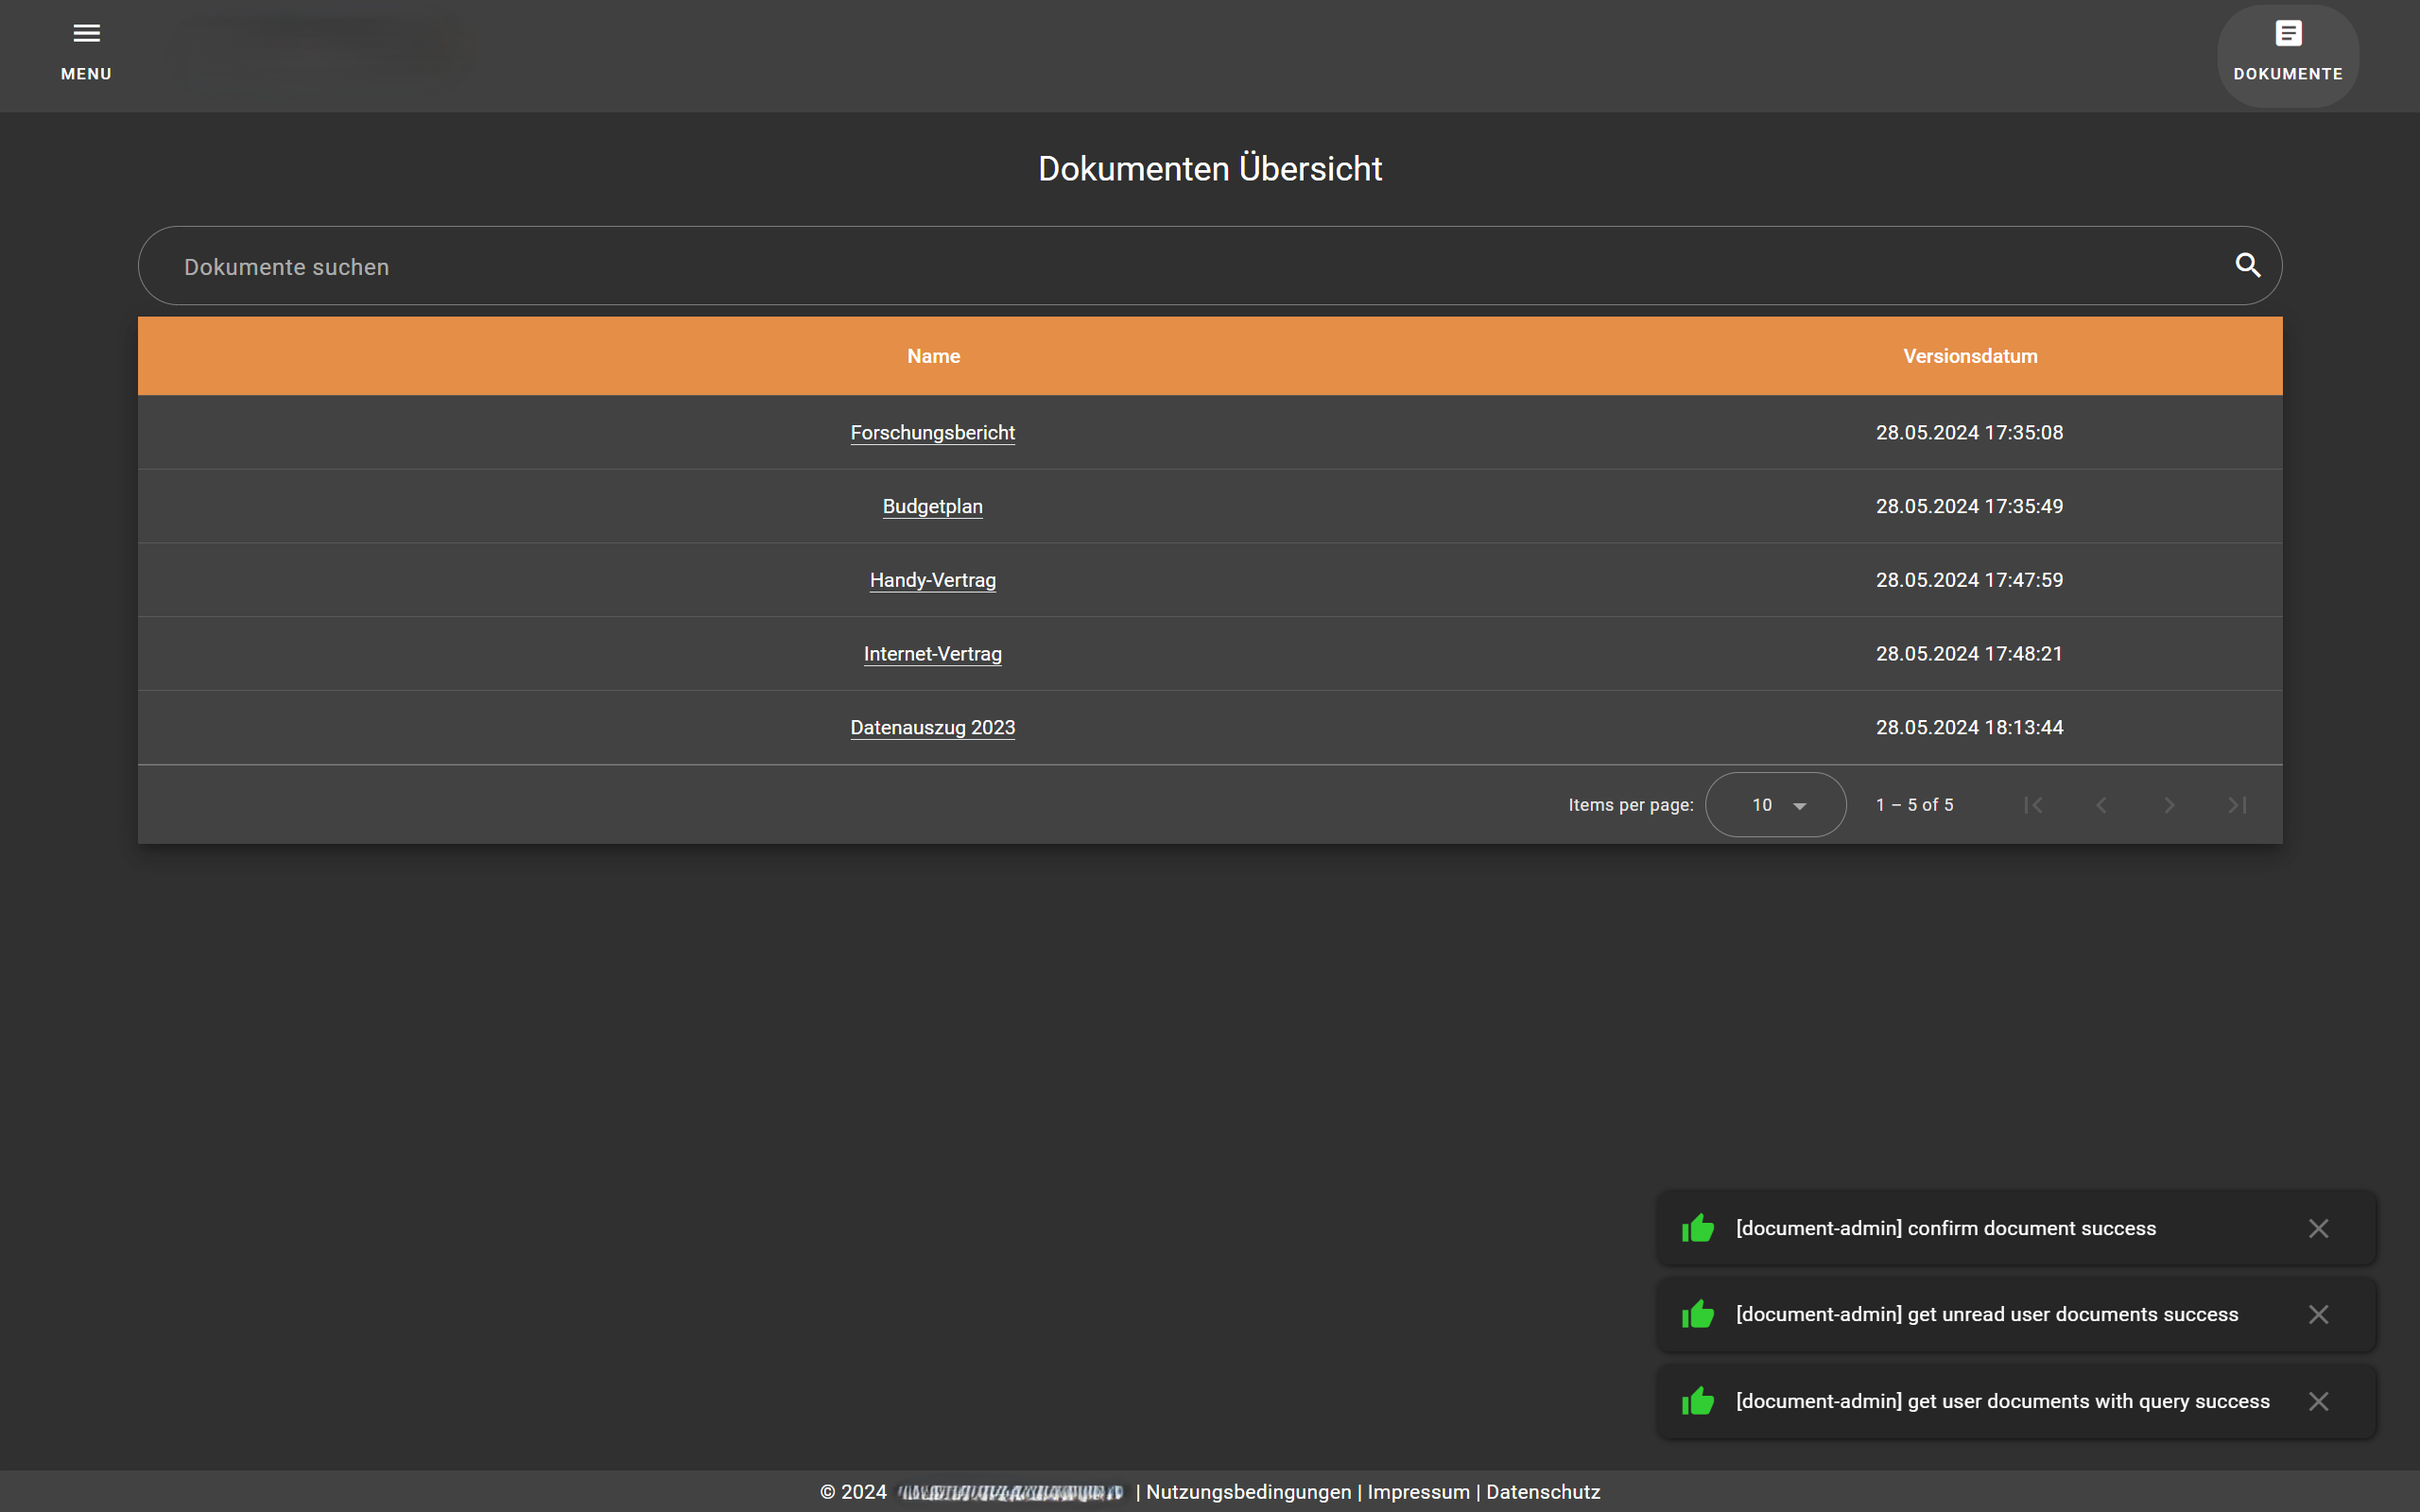 MENU
DOKUMENTE
Dokumenten Übersicht
Dokumente suchen
Name Versionsdatum
Forschungsbericht 28.05.2024 17:35:08
Budgetplan 28.05.2024 17:35:49
Handy-Vertrag 28.05.2024 17:47:59
Internet-Vertrag 28.05.2024 17:48:21
Datenauszug 2023 28.05.2024 18:13:44
Items per page: 10 1 – 5 of 5
[document-admin] confirm document success
[document-admin] get unread user documents success
[document-admin] get user documents with query success
© 2024 | Nutzungsbedingungen | Impressum | Datenschutz